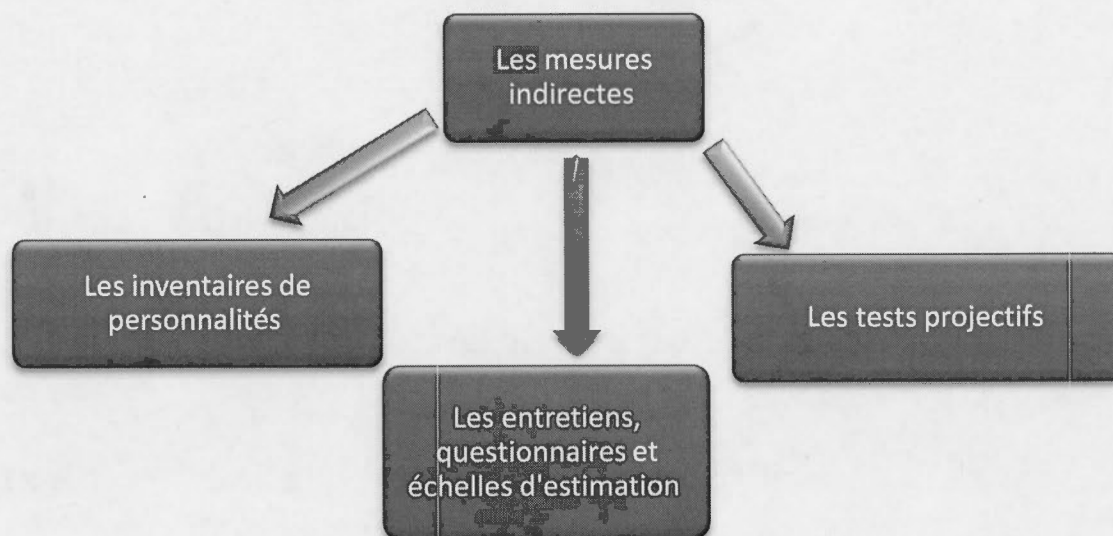 Les mesures
indirectes
Les inventaires de
personnalités
Les tests projectifs
Les entretiens,
questionnaires et
échelles d'estimation